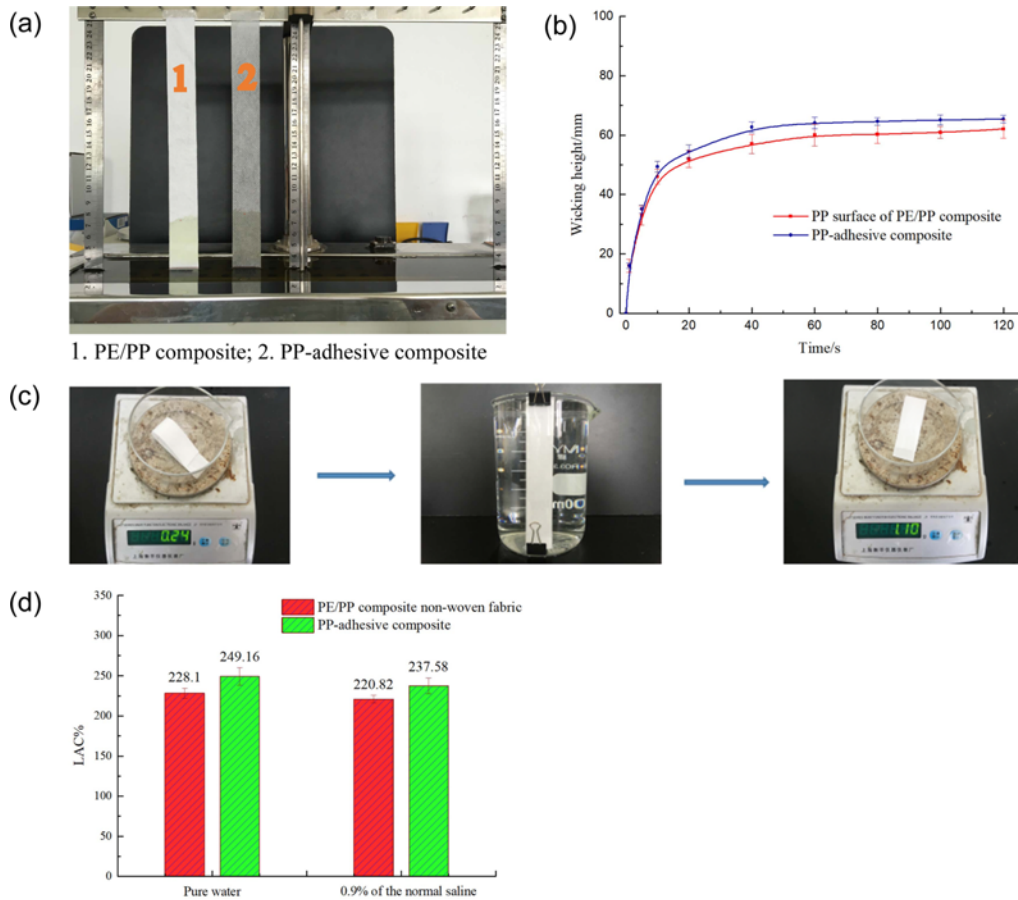 (a)
1
2
1. PE/PP composite; 2. PP-adhesive composite
(b)
Wicking height/mm
100
80
60
40
20
0
PP surface of PE/PP composite
PP-adhesive composite
0 20 40 60 80 100 120
Time/s
(c)
0.24
1.10
(d)
LAC%
350
300
250
200
150
100
50
0
PE/PP composite non-woven fabric
PP-adhesive composite
228.1
249.16
220.82
237.58
Pure water
0.9% of the normal saline